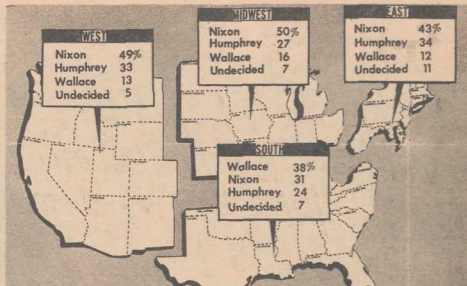 WEST
Nixon 49%
Humphrey 33
Wallace 13
Undecided 5
MIDWEST
Nixon 50%
Humphrey 27
Wallace 16
Undecided 7
EAST
Nixon 43%
Humphrey 34
Wallace 12
Undecided 11
SOUTH
Wallace 38%
Nixon 31
Humphrey 24
Undecided 7